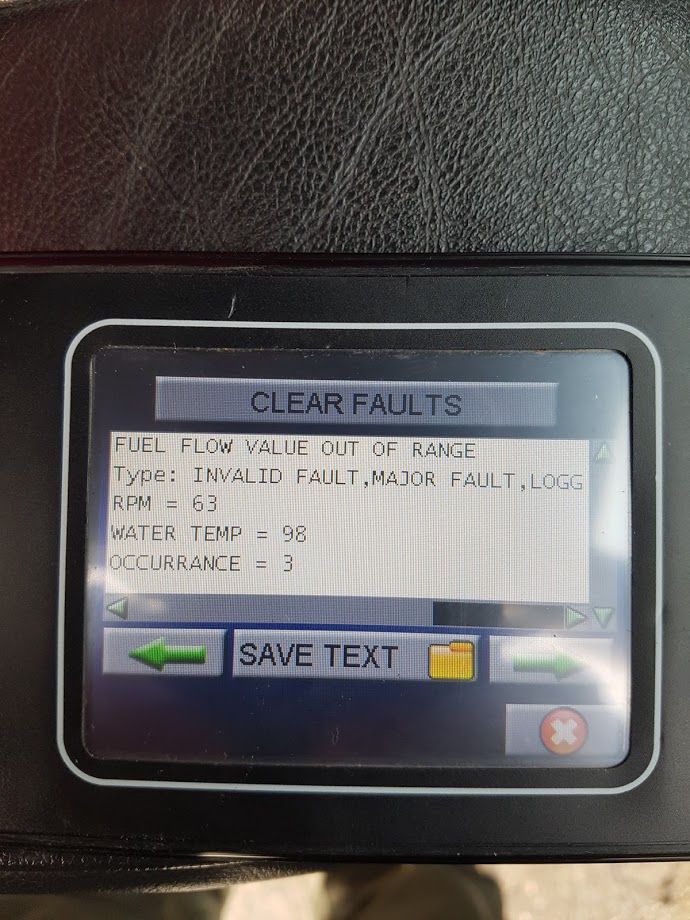 CLEAR FAULTS
FUEL FLOW VALUE OUT OF RANGE
Type: INVALID FAULT,MAJOR FAULT,LOGG
RPM = 63
WATER TEMP = 98
OCCURRANCE = 3
SAVE TEXT